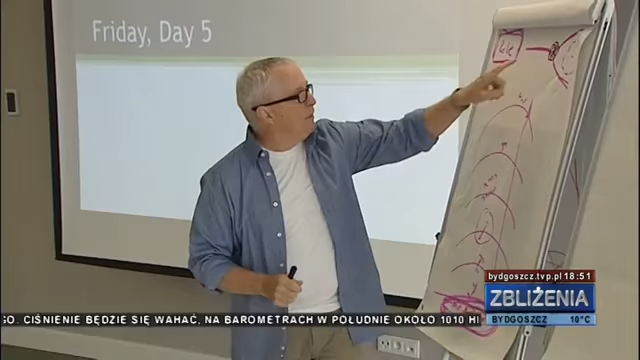 Friday, Day 5
bydgoszcz.tvp.pl 18:51
ZBLIŻENIA
BYDGOSZCZ 10°C
GO. CIŚNIENIE BĘDZIE SIĘ WAHAĆ, NA BAROMETRACH W POŁUDNIE OKOŁO 1010 HI